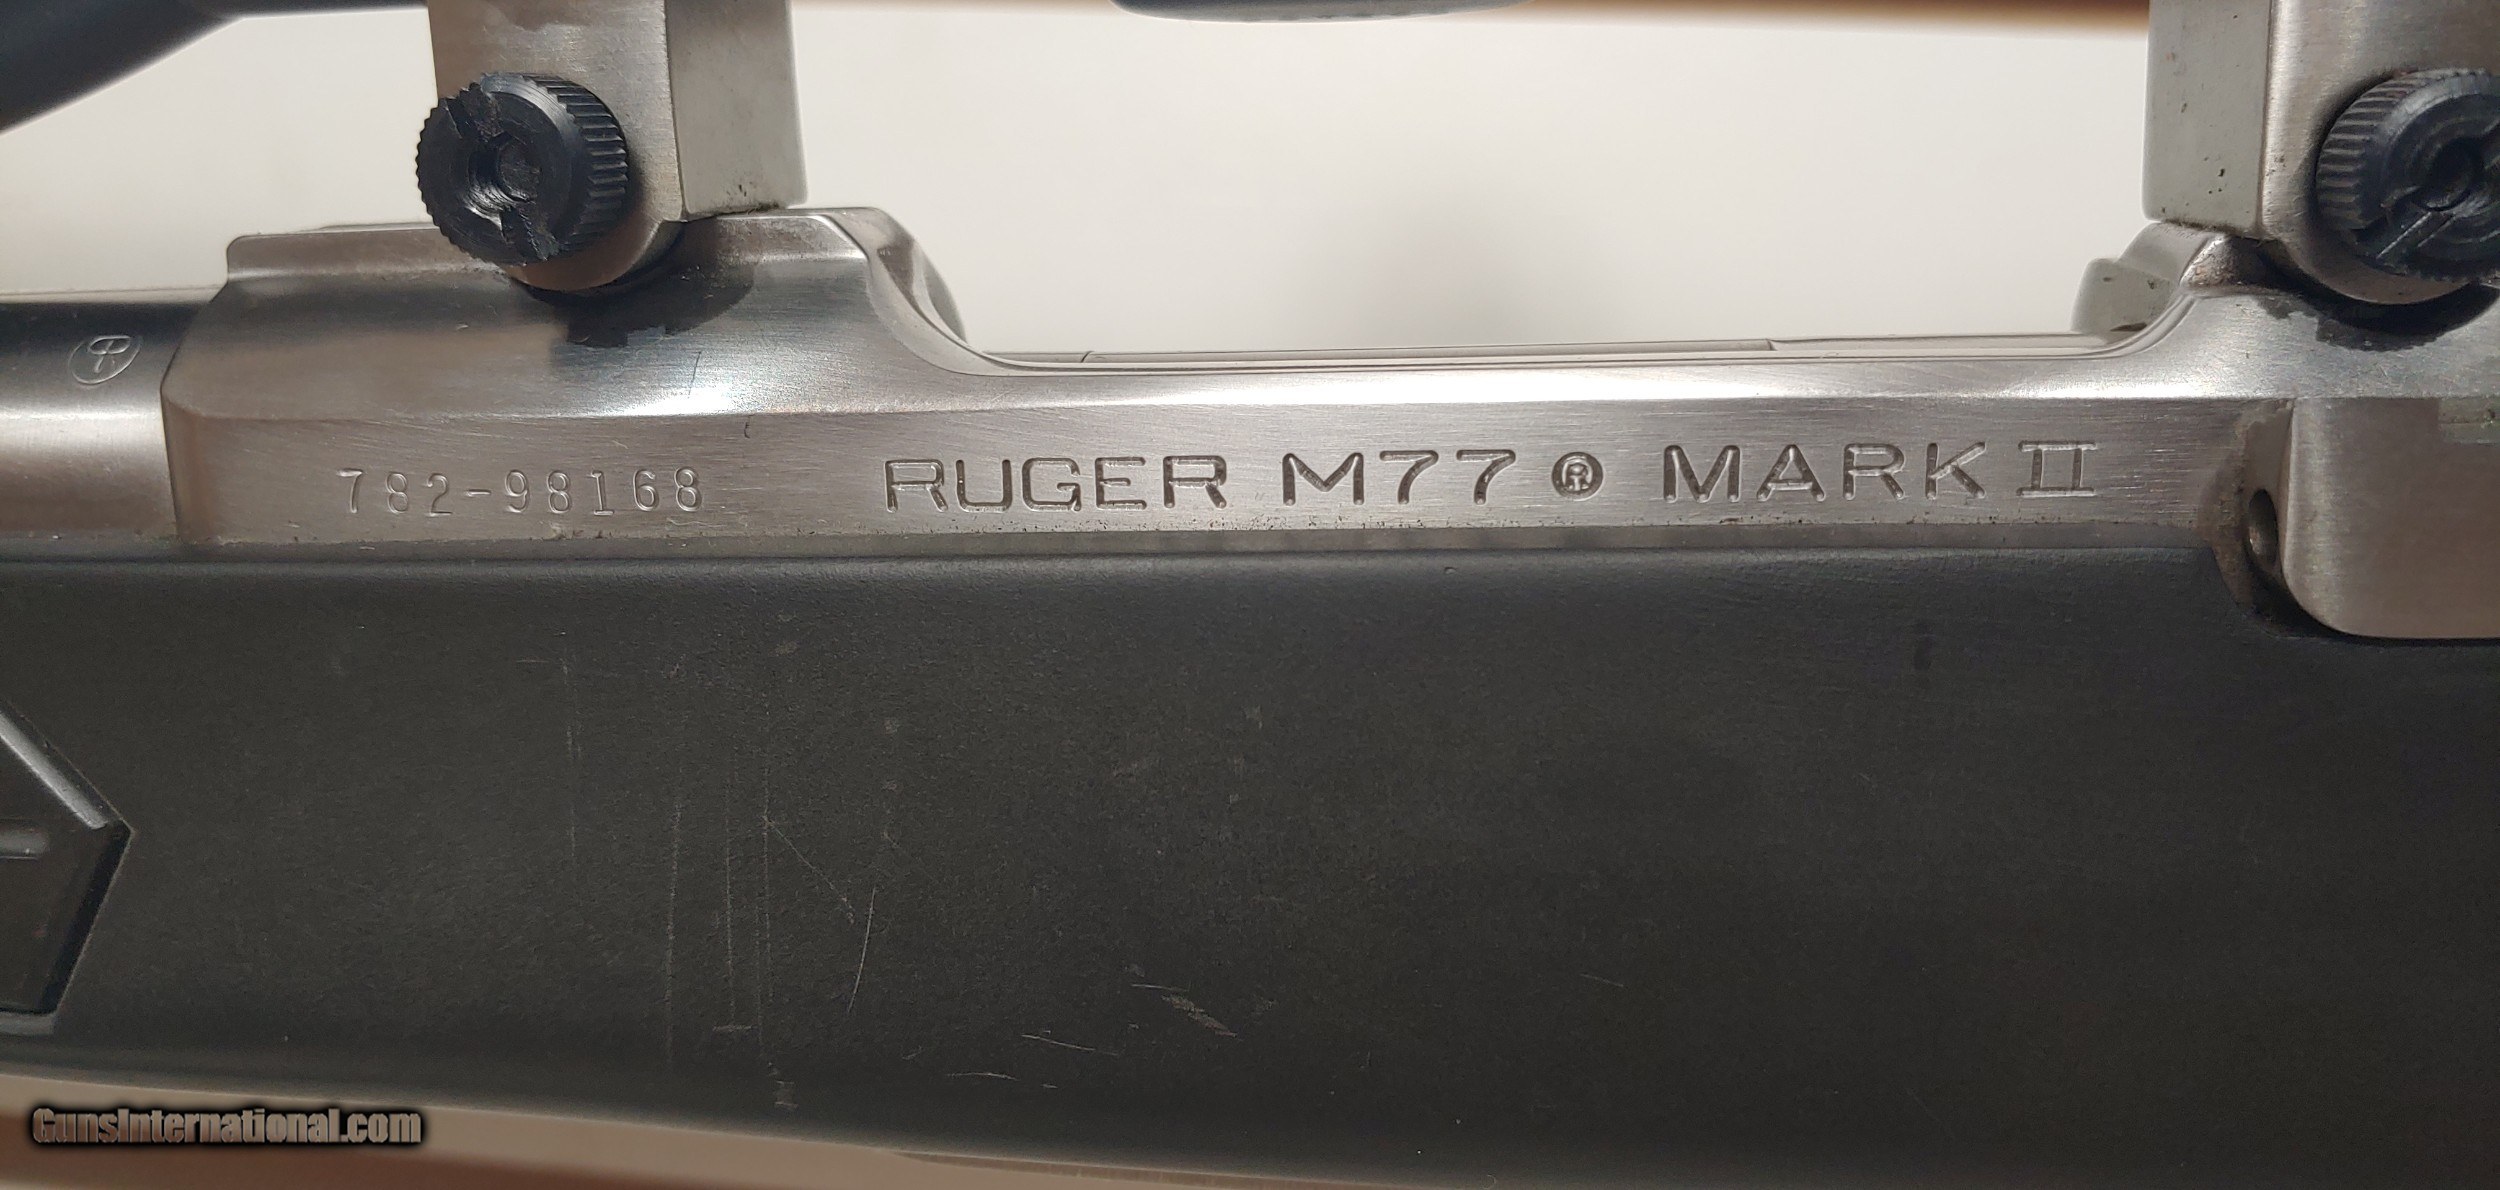 782-98168 RUGER M77® MARK II
GunsInternational.com